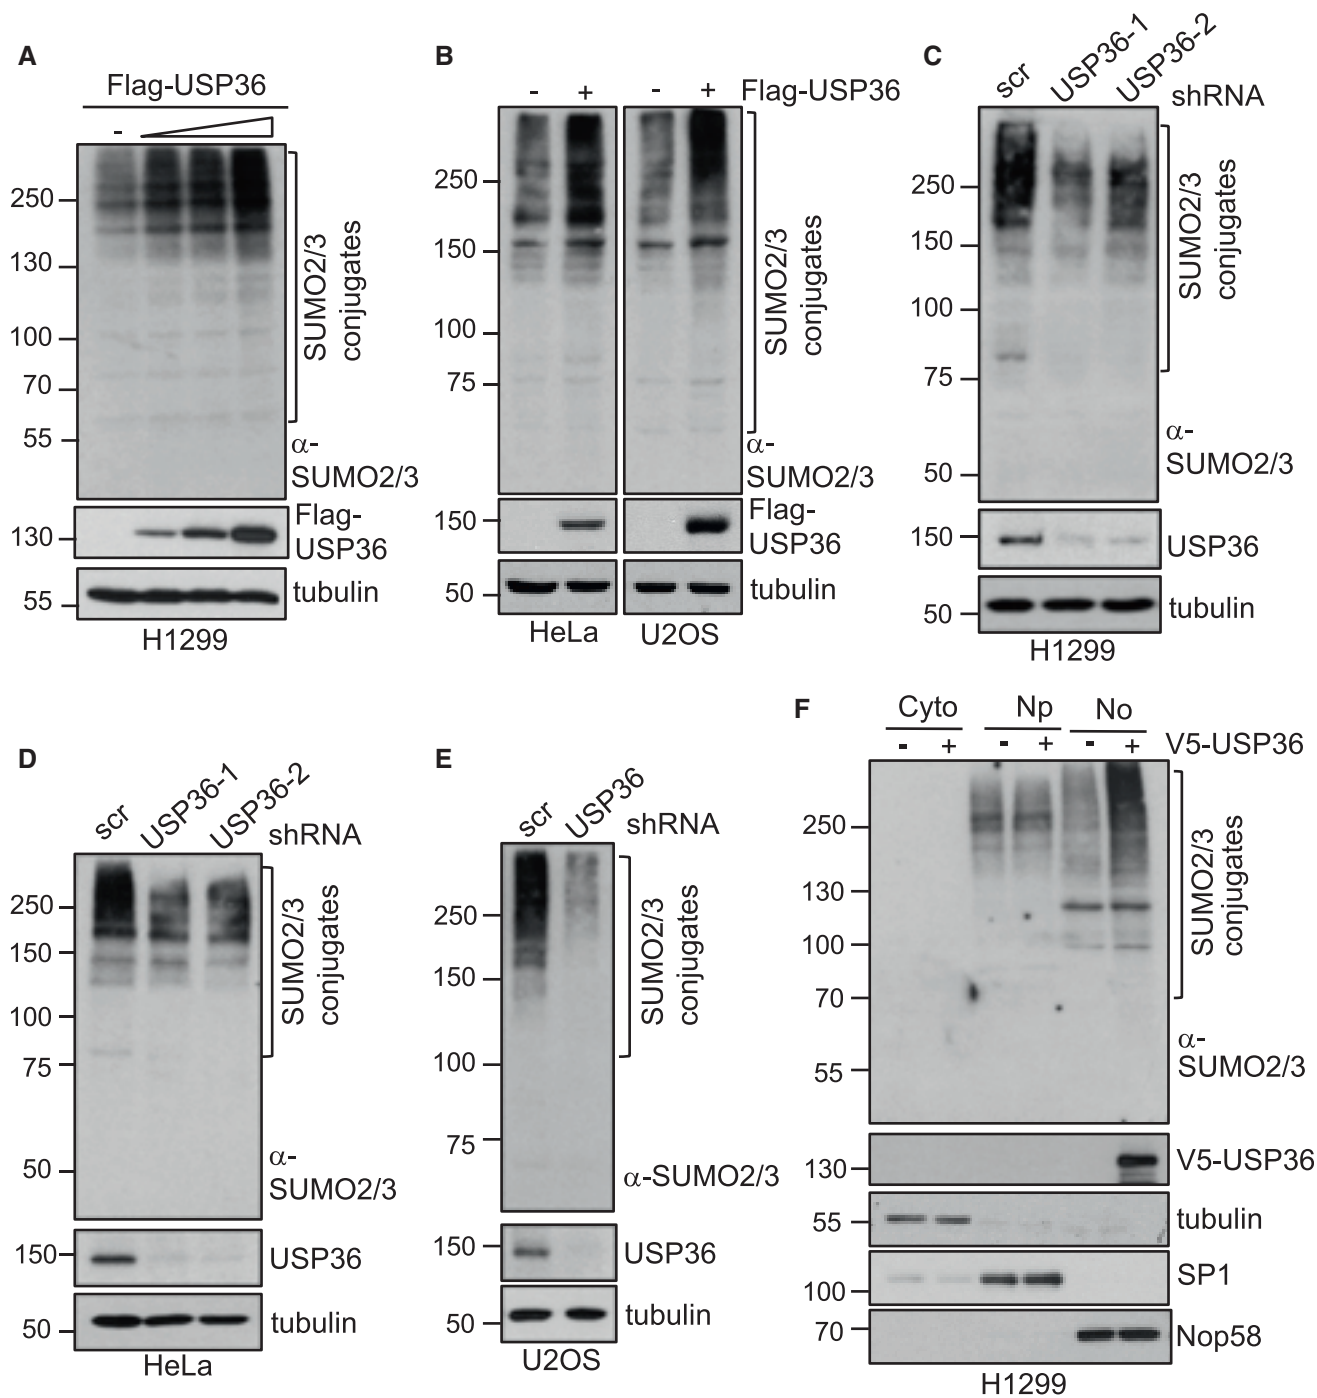 A
Flag-USP36
-
250
130
100
70
55
SUMO2/3
conjugates
α-
SUMO2/3
130
Flag-
USP36
55
tubulin
H1299
B
- + - + Flag-USP36
250
150
100
75
SUMO2/3
conjugates
α-
SUMO2/3
150
Flag-
USP36
50
tubulin
HeLa U2OS
C
scr USP36-1 USP36-2 shRNA
250
150
100
75
50
SUMO2/3
conjugates
α-
SUMO2/3
150
USP36
50
tubulin
H1299
D
scr USP36-1 USP36-2 shRNA
250
150
100
75
50
SUMO2/3
conjugates
α-
SUMO2/3
150
USP36
50
tubulin
HeLa
E
scr USP36 shRNA
250
150
100
75
SUMO2/3
conjugates
α-SUMO2/3
150
USP36
50
tubulin
U2OS
F
Cyto Np No
- + - + - + V5-USP36
250
130
100
70
55
SUMO2/3
conjugates
α-
SUMO2/3
130
V5-USP36
55
tubulin
100
SP1
70
Nop58
H1299